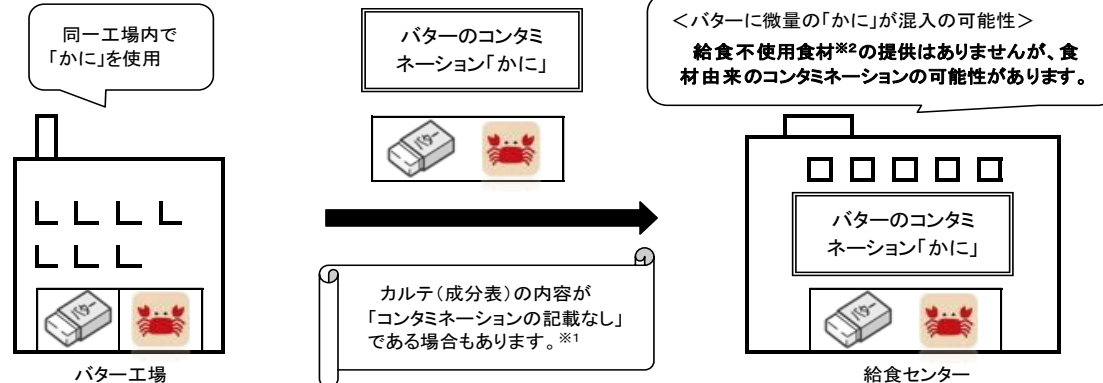 同一工場内で
「かに」を使用
バターのコンタミ
ネーション「かに」
<バターに微量の「かに」が混入の可能性>
給食不使用食材※2の提供はありませんが、食
材由来のコンタミネーションの可能性があります。
バター
バター
バター
バターのコンタミ
ネーション「かに」
カルテ(成分表)の内容が
「コンタミネーションの記載なし」
である場合もあります。※1
バター工場
給食センター